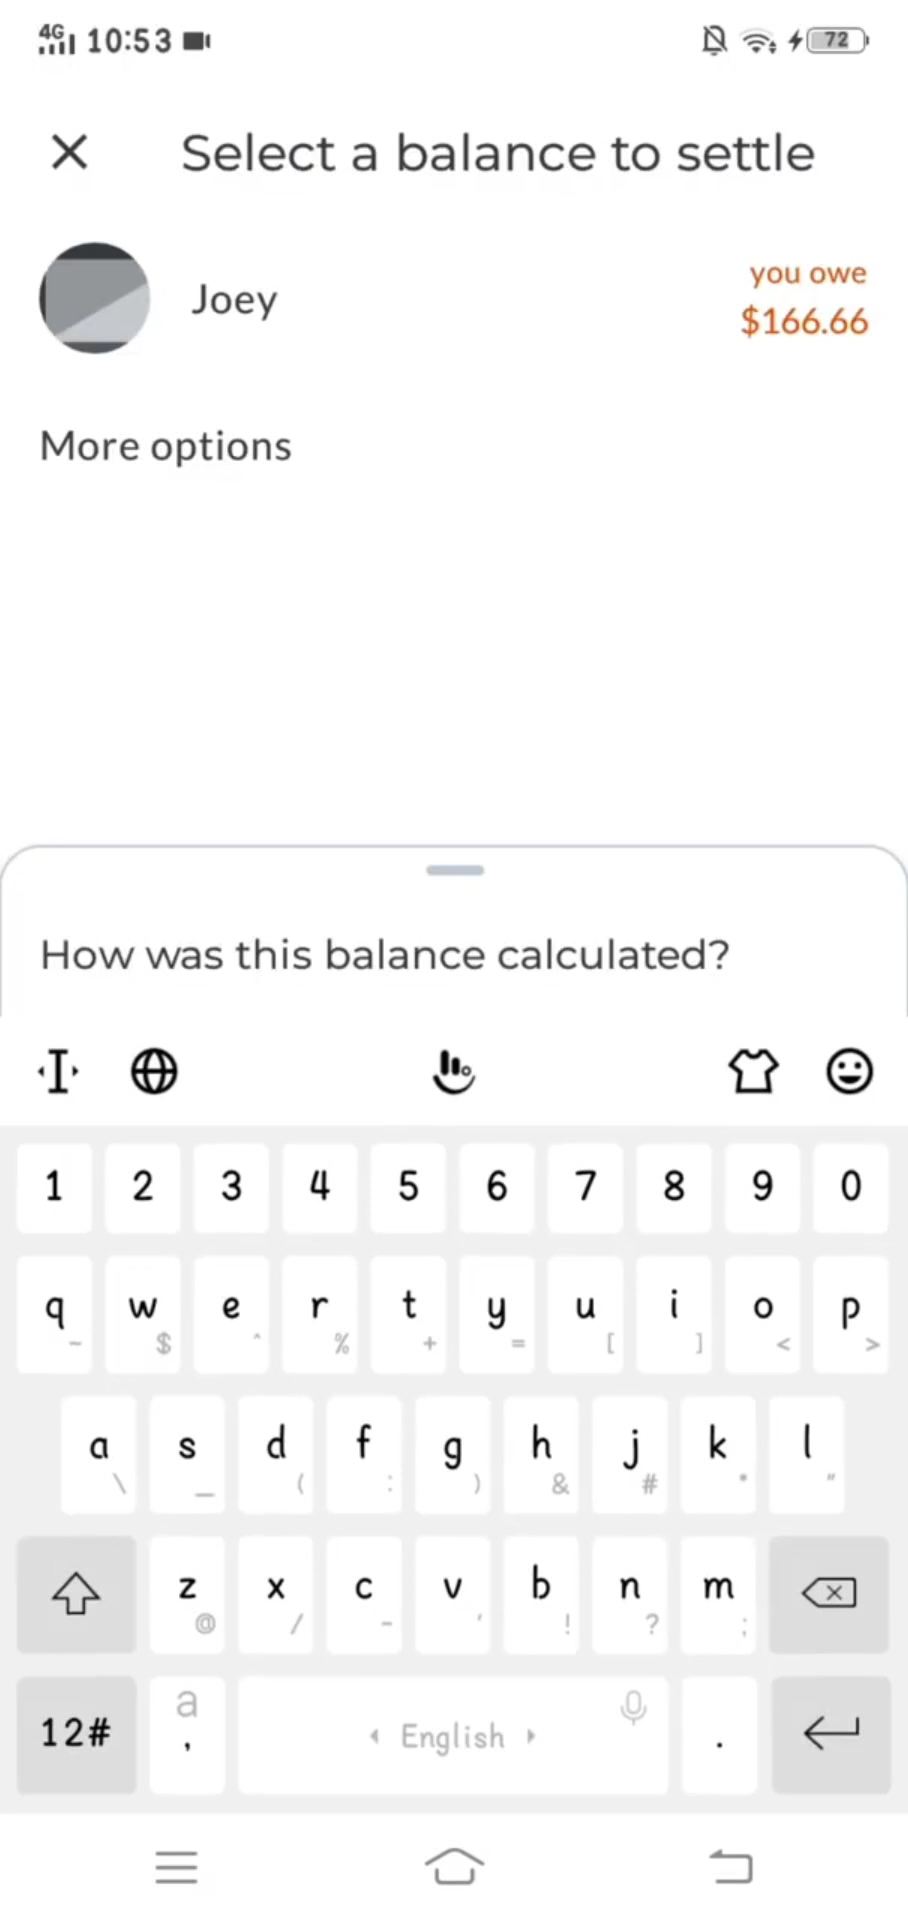 4G 10:53 72
Select a balance to settle
Joey
you owe
$166.66
More options
How was this balance calculated?
1 2 3 4 5 6 7 8 9 0
q w e r t y u i o p
~ $ ^ % + = [ ] < >
a s d f g h j k l
\ _ ( : ) & # * "
z x c v b n m
@ / - ' ! ? ;
12# a , English .